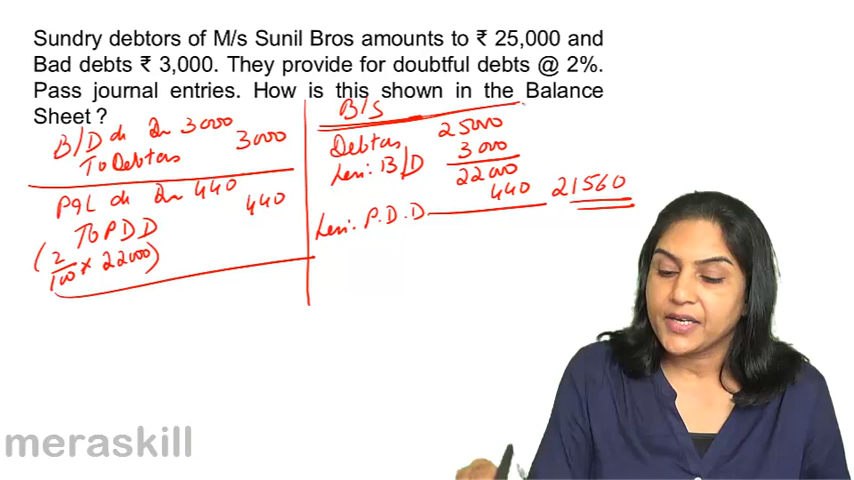 Sundry debtors of M/s Sunil Bros amounts to ₹ 25,000 and
Bad debts ₹ 3,000. They provide for doubtful debts @ 2%.
Pass journal entries. How is this shown in the Balance
Sheet ?
B/D dr Dr 3000
To Debtors 3000
P&L dr Dr 440
To PDD 440
(2/100 × 22000)
B/S
Debtors 25000
Less: B/D 3000
22000
Less: P.D.D 440 21560
meraskill